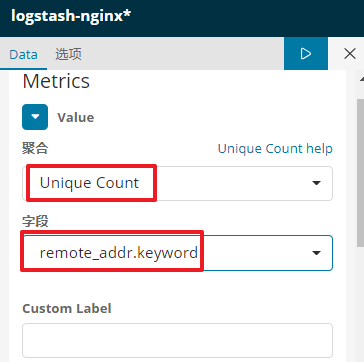 logstash-nginx*
Data 选项
Metrics
Value
聚合 Unique Count help
Unique Count
字段
remote_addr.keyword
Custom Label